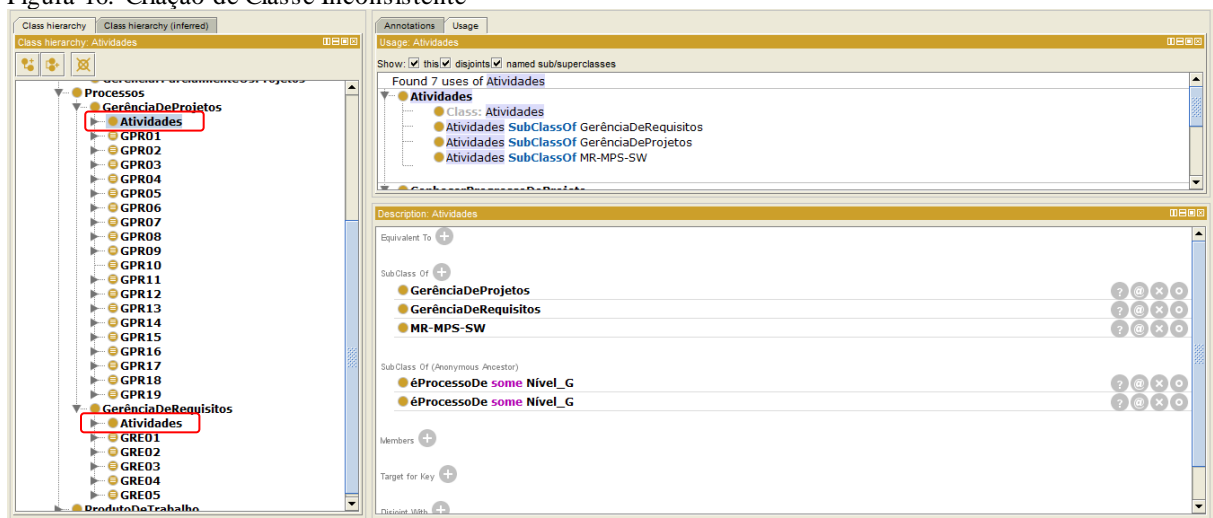 Figura 18: Criação de Classe Inconsistente
Class hierarchy
Class hierarchy (inferred)
Class hierarchy: Atividades
GerenciarParcialmenteOsProjetos
Processos
GerênciaDeProjetos
Atividades
GPR01
GPR02
GPR03
GPR04
GPR05
GPR06
GPR07
GPR08
GPR09
GPR10
GPR11
GPR12
GPR13
GPR14
GPR15
GPR16
GPR17
GPR18
GPR19
GerênciaDeRequisitos
Atividades
GRE01
GRE02
GRE03
GRE04
GRE05
ProdutoDeTrabalho
Annotations
Usage
Usage: Atividades
Show: this disjoints named sub/superclasses
Found 7 uses of Atividades
Atividades
Class: Atividades
Atividades SubClassOf GerênciaDeRequisitos
Atividades SubClassOf GerênciaDeProjetos
Atividades SubClassOf MR-MPS-SW
ConhecerProgressoDoProjeto
Description: Atividades
Equivalent To
SubClass Of
GerênciaDeProjetos
GerênciaDeRequisitos
MR-MPS-SW
SubClass Of (Anonymous Ancestor)
éProcessoDe some Nível_G
éProcessoDe some Nível_G
Members
Target for Key
Disjoint With